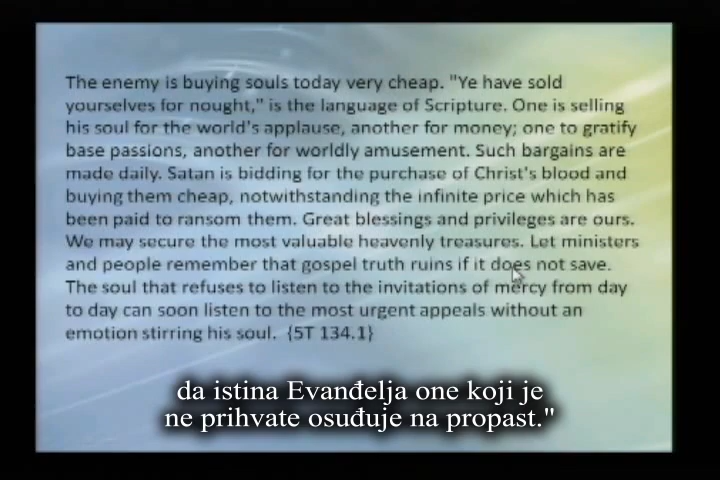 The enemy is buying souls today very cheap. "Ye have sold
yourselves for nought," is the language of Scripture. One is selling
his soul for the world's applause, another for money; one to gratify
base passions, another for worldly amusement. Such bargains are
made daily. Satan is bidding for the purchase of Christ's blood and
buying them cheap, notwithstanding the infinite price which has
been paid to ransom them. Great blessings and privileges are ours.
We may secure the most valuable heavenly treasures. Let ministers
and people remember that gospel truth ruins if it does not save.
The soul that refuses to listen to the invitations of mercy from day
to day can soon listen to the most urgent appeals without an
emotion stirring his soul.  {5T 134.1}
da istina Evanđelja one koji je
ne prihvate osuđuje na propast."